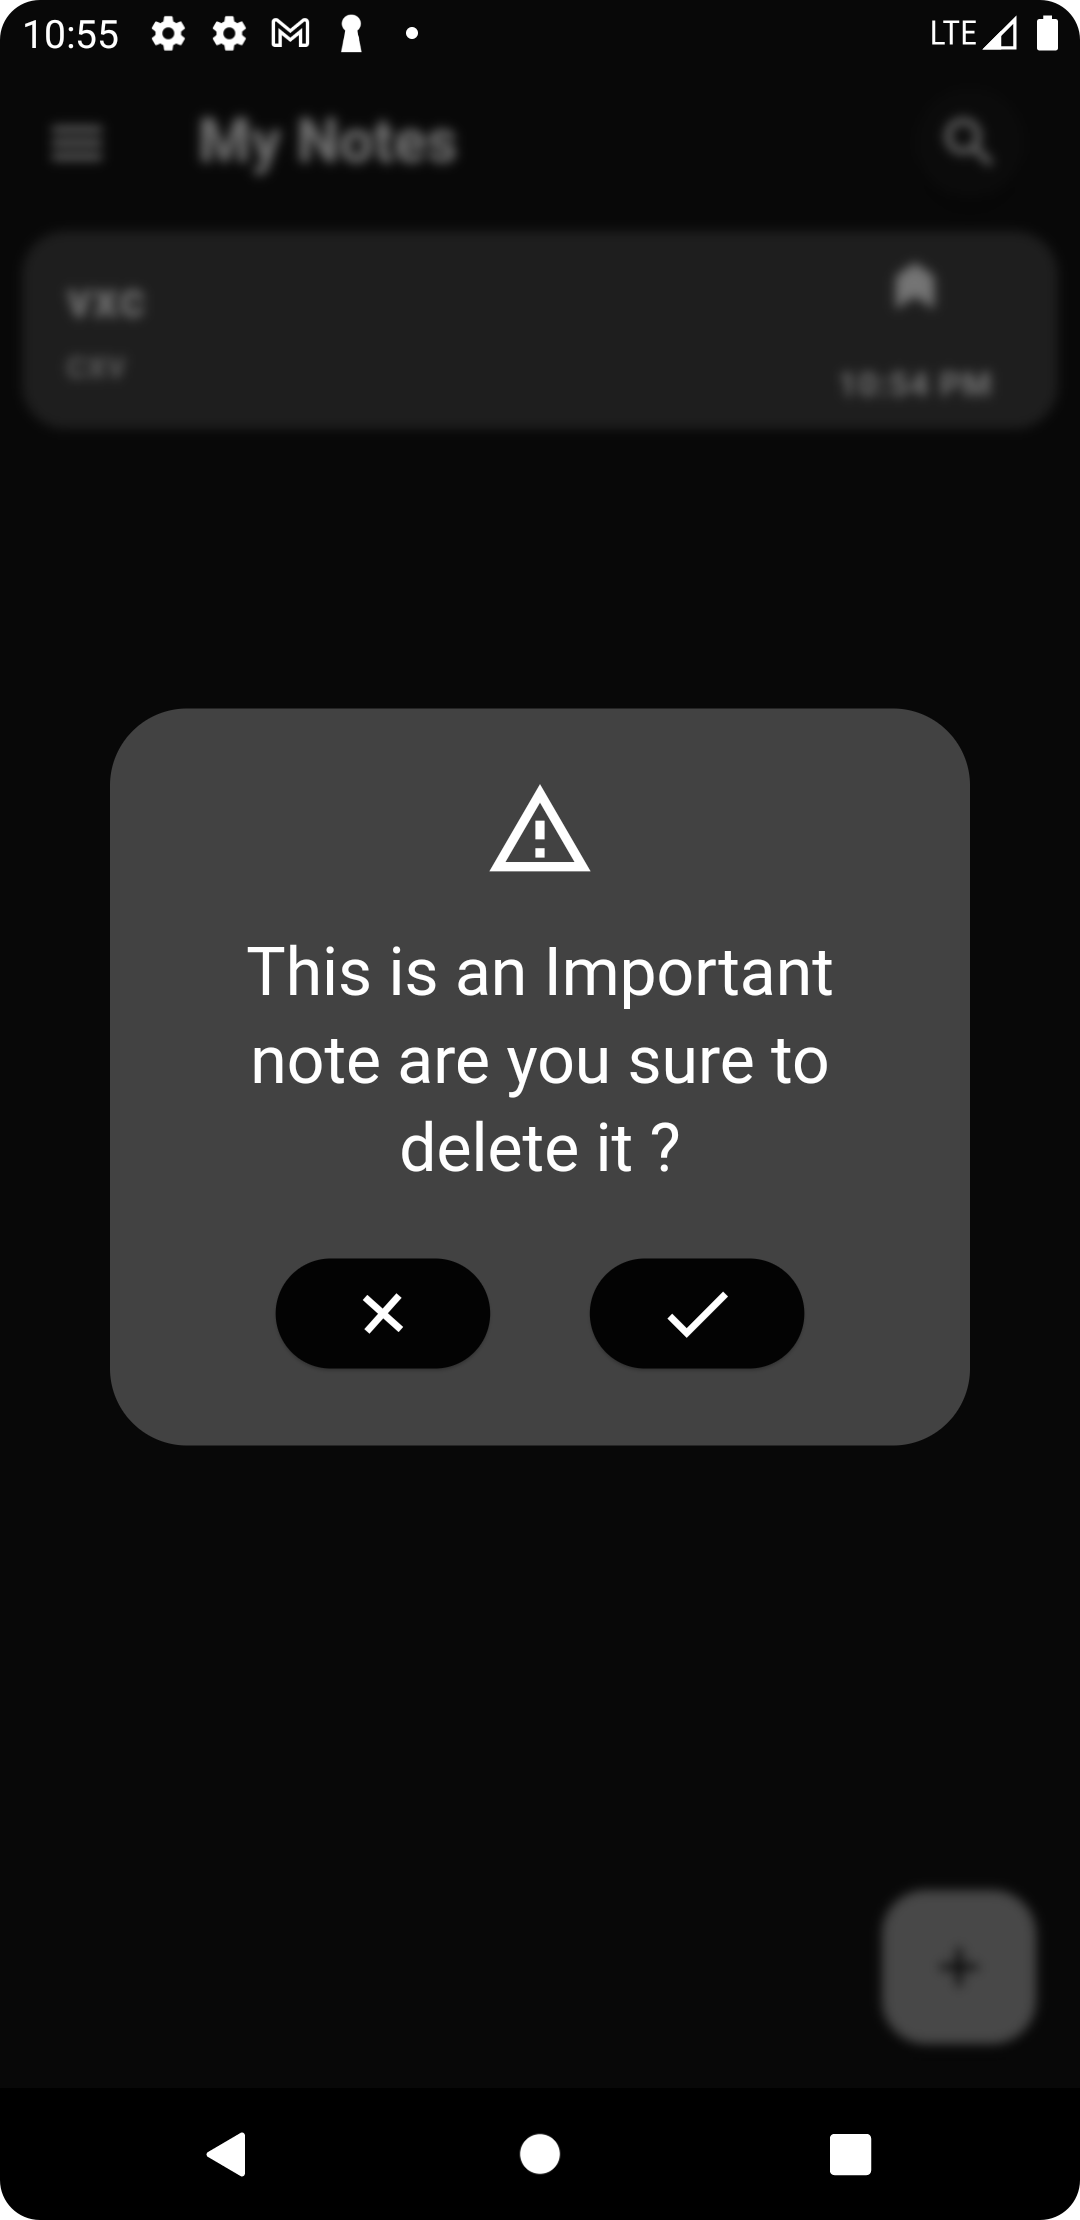 10:55
LTE
My Notes
vxc
cxv
10:54 PM
This is an Important
note are you sure to
delete it ?